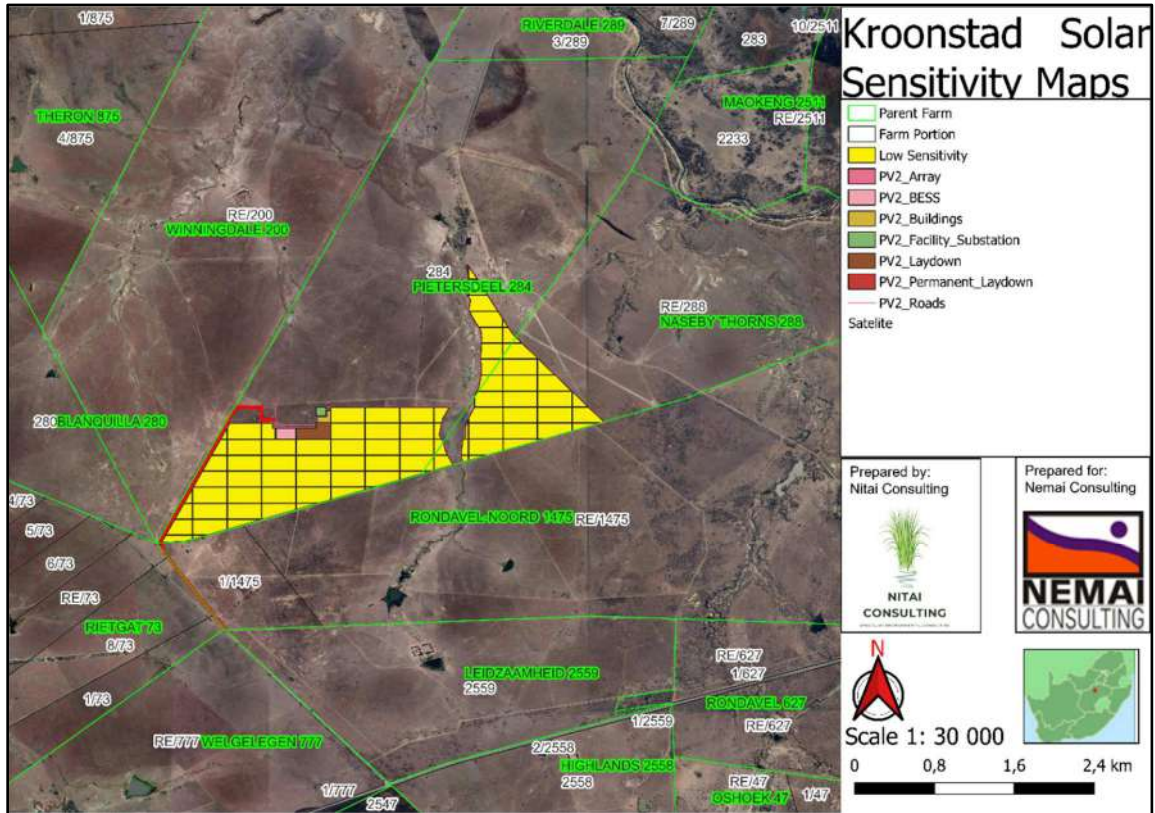 Kroonstad Solar
Sensitivity Maps
Parent Farm
Farm Portion
Low Sensitivity
PV2_Array
PV2_BESS
PV2_Buildings
PV2_Facility_Substation
PV2_Laydown
PV2_Permanent_Laydown
PV2_Roads
Satelite
Prepared by:
Nitai Consulting
NITAI
CONSULTING
Prepared for:
Nemai Consulting
NEMAI
CONSULTING
N
Scale 1: 30 000
0 0,8 1,6 2,4 km
1/875
RIVERDALE 289
3/289
7/289
283
10/2511
THERON 875
4/875
MAOKENG 2511
RE/2511
2233
RE/200
WINNINGDALE 200
284
PIETERSDEEL 284
RE/288
NASEBY THORNS 288
280
BLANQUILLA 280
4/73
5/73
6/73
RE/73
RIETGAT 73
8/73
1/73
RONDAVEL NOORD 1475
RE/1475
1/1475
LEIDZAAMHEID 2559
2559
RE/627
1/627
RONDAVEL 627
RE/627
1/2559
RE/777
WELGELEGEN 777
2/2558
HIGHLANDS 2558
2558
1/777
2547
RE/47
OSHOEK 47
1/47